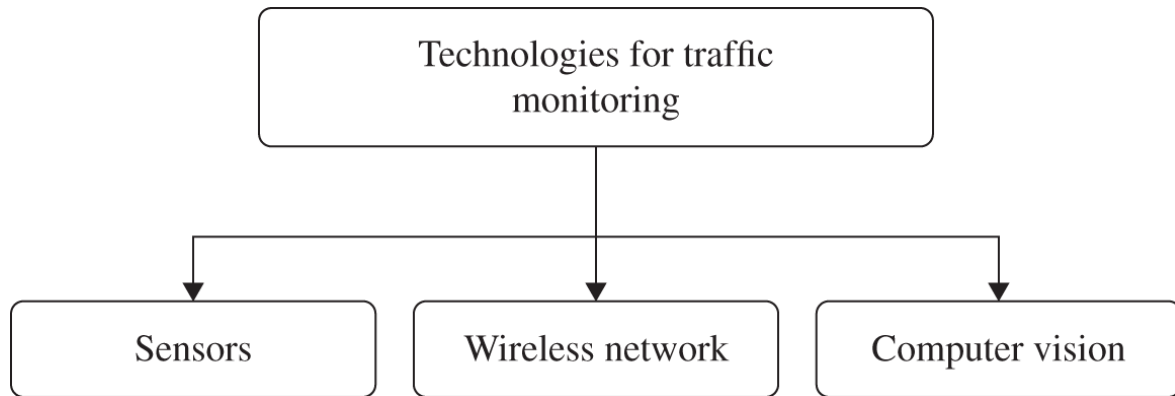 Technologies for traffic
monitoring
Sensors
Wireless network
Computer vision